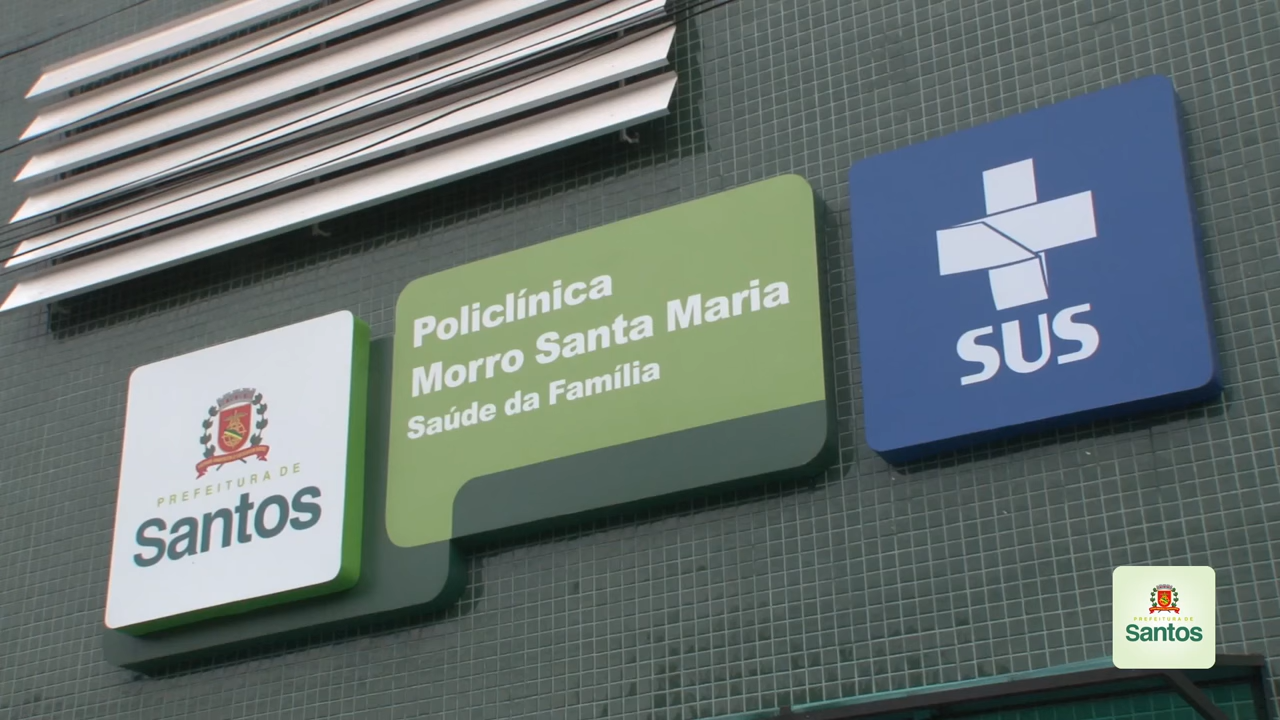 PREFEITURA DE
Santos
Policlínica
Morro Santa Maria
Saúde da Família
SUS
PREFEITURA DE
Santos